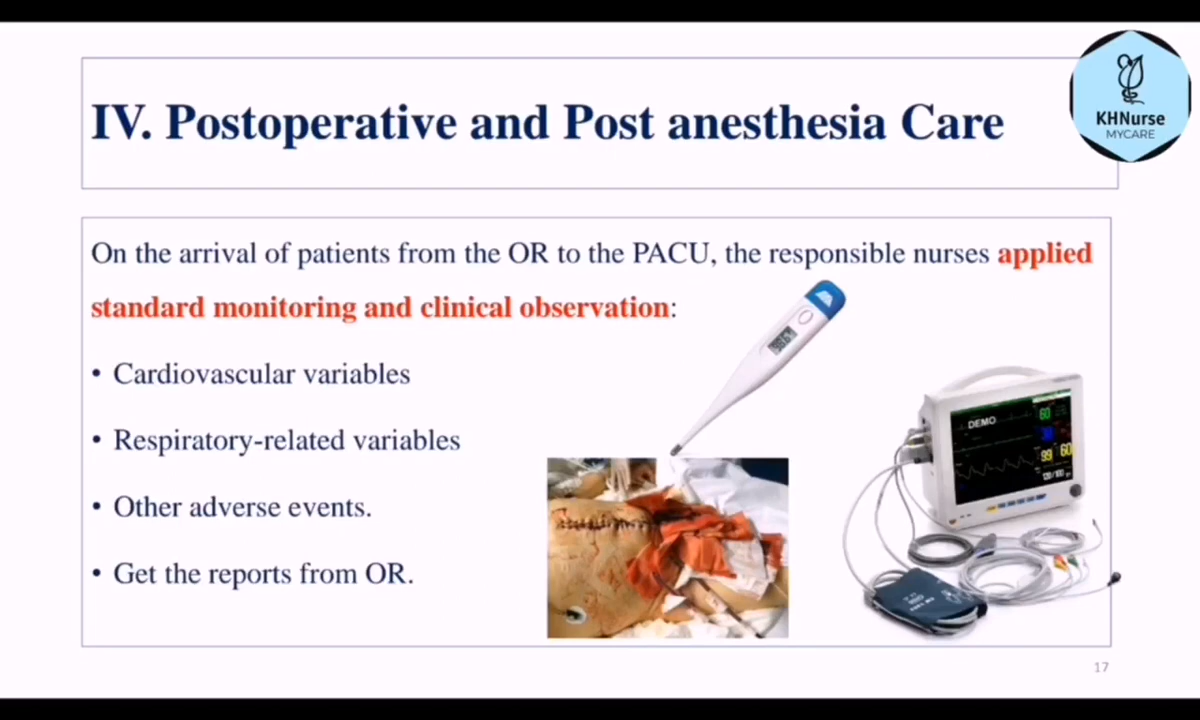 IV. Postoperative and Post anesthesia Care
KHNurse
MYCARE
On the arrival of patients from the OR to the PACU, the responsible nurses applied
standard monitoring and clinical observation:
• Cardiovascular variables
• Respiratory-related variables
• Other adverse events.
• Get the reports from OR.
DEMO
60
99
60
120/100
17